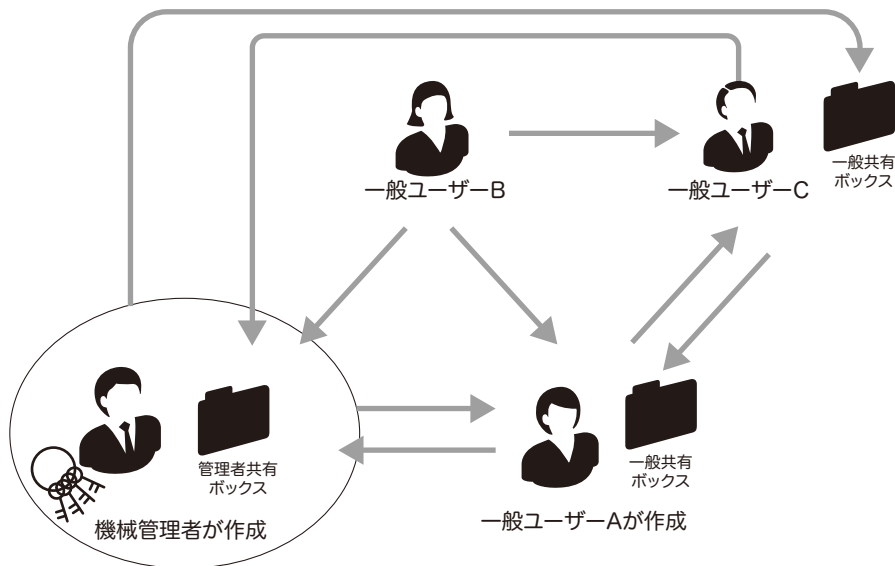 一般ユーザーB
一般ユーザーC
一般共有
ボックス
管理者共有
ボックス
機械管理者が作成
一般共有
ボックス
一般ユーザーAが作成